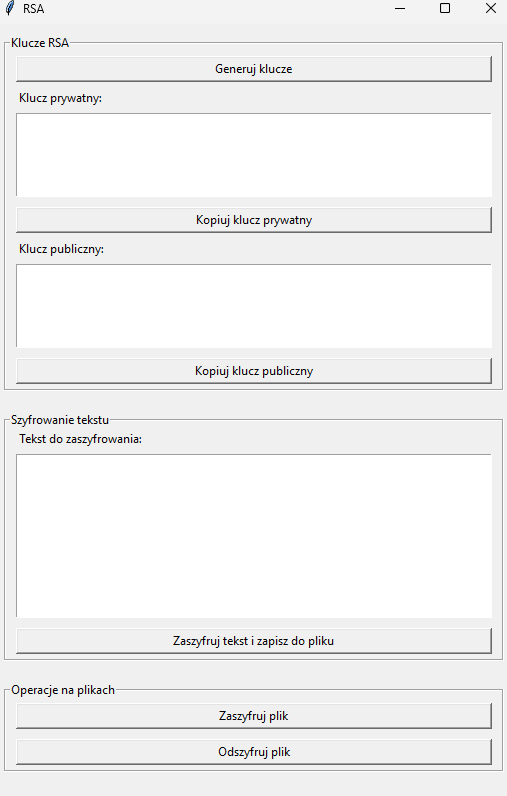 RSA
Klucze RSA
Generuj klucze
Klucz prywatny:
Kopiuj klucz prywatny
Klucz publiczny:
Kopiuj klucz publiczny
Szyfrowanie tekstu
Tekst do zaszyfrowania:
Zaszyfruj tekst i zapisz do pliku
Operacje na plikach
Zaszyfruj plik
Odszyfruj plik